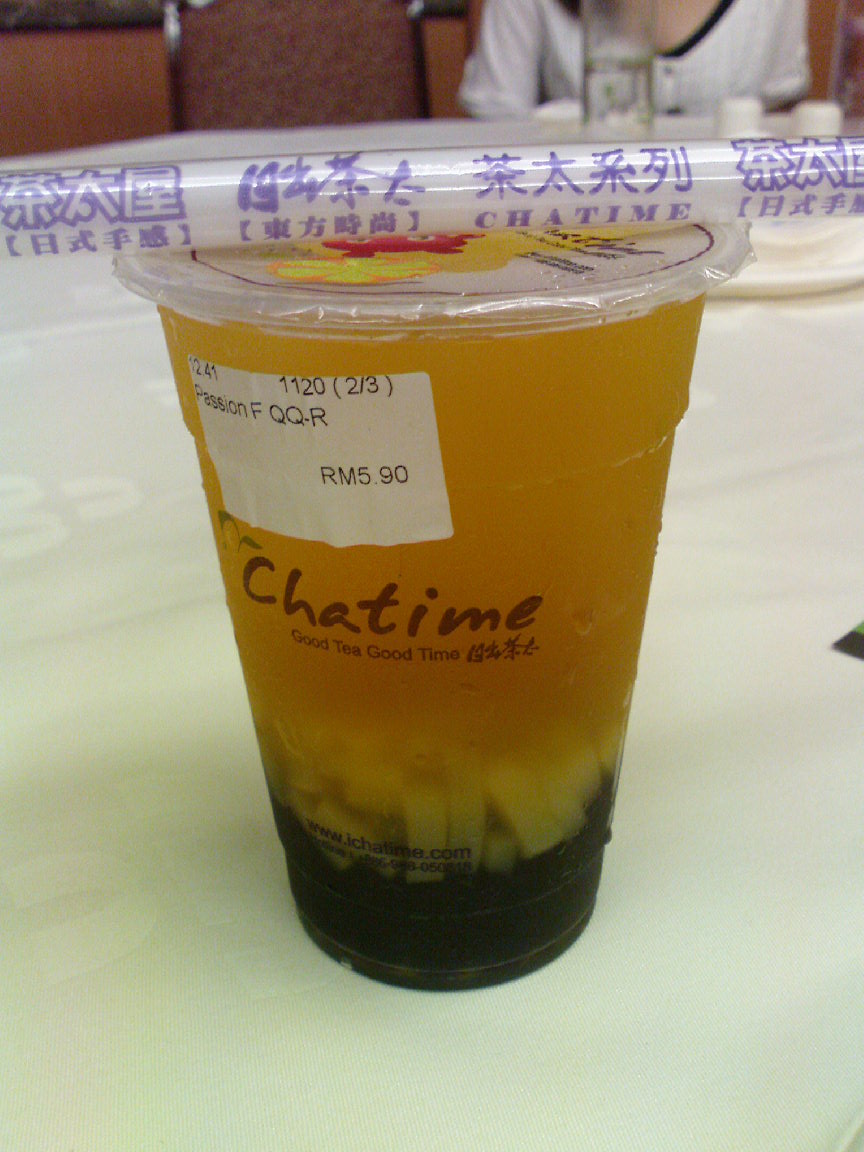 茶太屋 日出茶太 茶太系列 茶太屋
【日式手感】 【東方時尚】 CHATIME 【日式手感
12.41 1120 ( 2/3 )
Passion F QQ-R
RM5.90
Chatime
Good Tea Good Time 日出茶太
www.ichatime.com